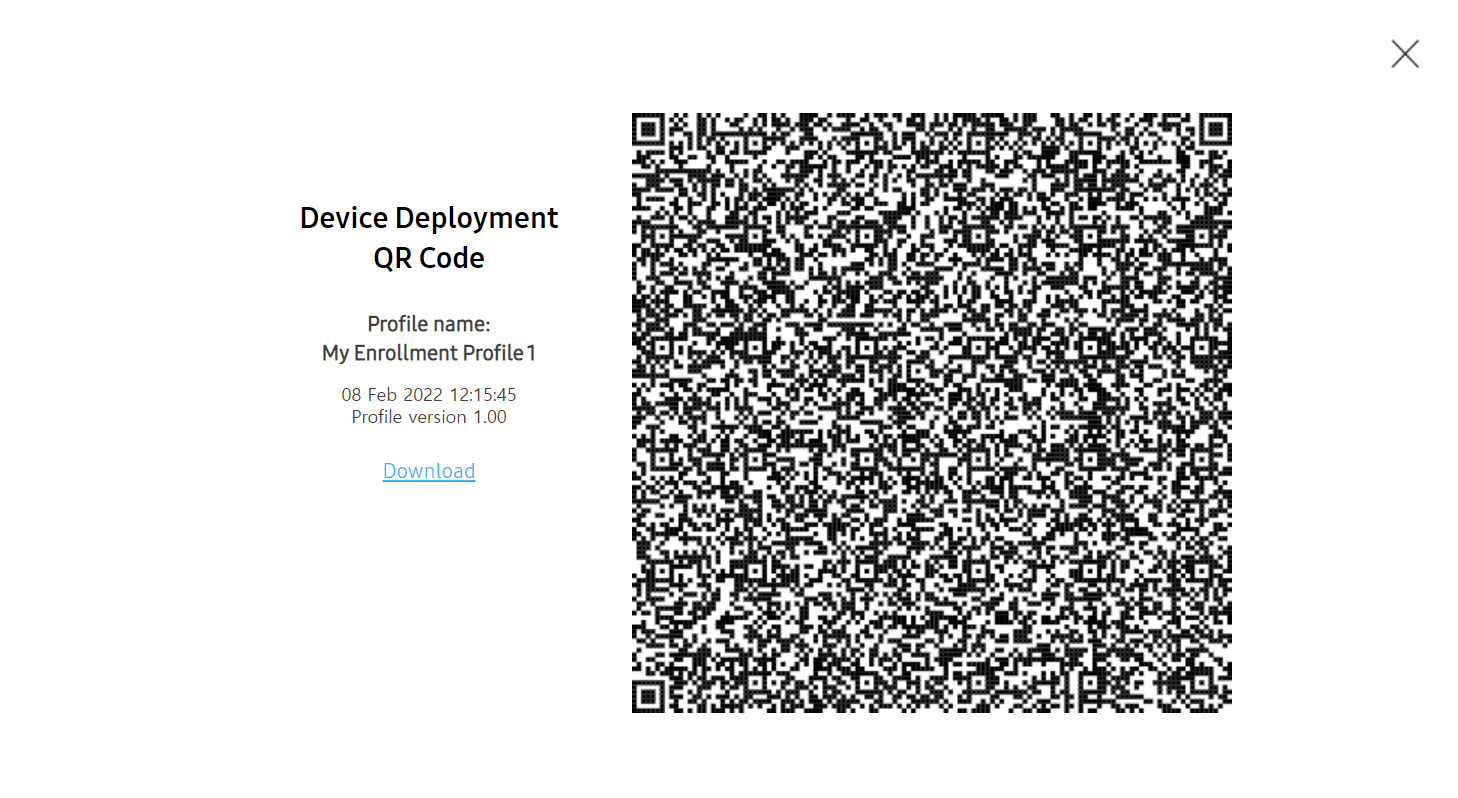 Device Deployment
QR Code
Profile name:
My Enrollment Profile 1
08 Feb 2022 12:15:45
Profile version 1.00
Download